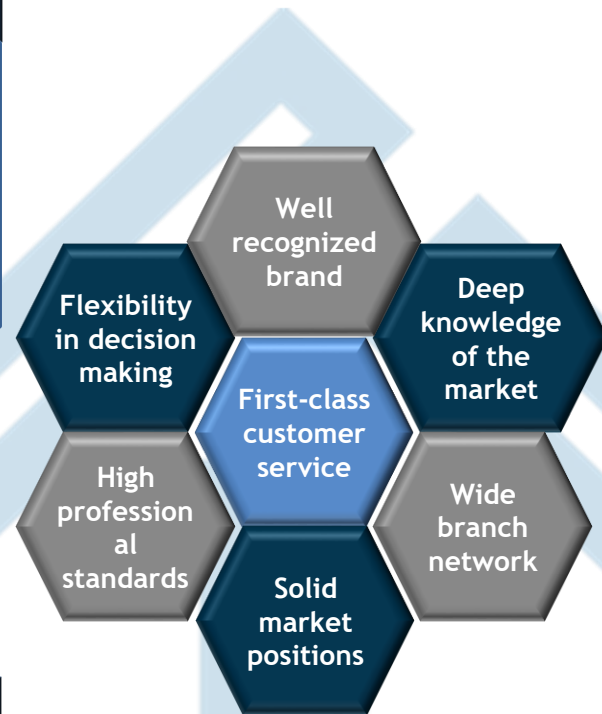 Well
recognized
brand
Flexibility
in decision
making
Deep
knowledge
of the
market
First-class
customer
service
High
profession
al
standards
Wide
branch
network
Solid
market
positions